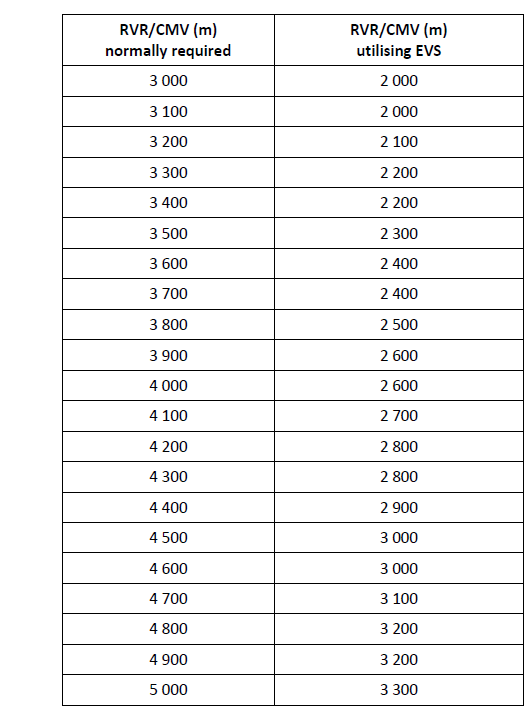 RVR/CMV (m) RVR/CMV (m)
normally required utilising EVS
3 000 2 000
3 100 2 000
3 200 2 100
3 300 2 200
3 400 2 200
3 500 2 300
3 600 2 400
3 700 2 400
3 800 2 500
3 900 2 600
4 000 2 600
4 100 2 700
4 200 2 800
4 300 2 800
4 400 2 900
4 500 3 000
4 600 3 000
4 700 3 100
4 800 3 200
4 900 3 200
5 000 3 300